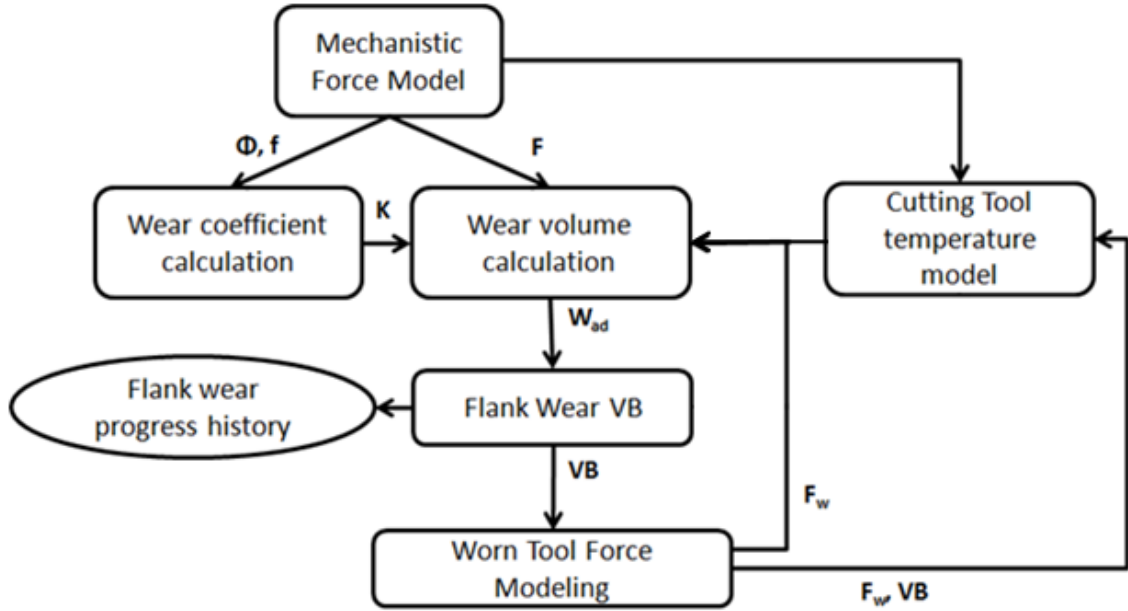 Mechanistic
Force Model
Φ, f
F
Wear coefficient
calculation
K
Wear volume
calculation
Cutting Tool
temperature
model
W_ad
Flank wear
progress history
Flank Wear VB
VB
F_w
Worn Tool Force
Modeling
F_w, VB